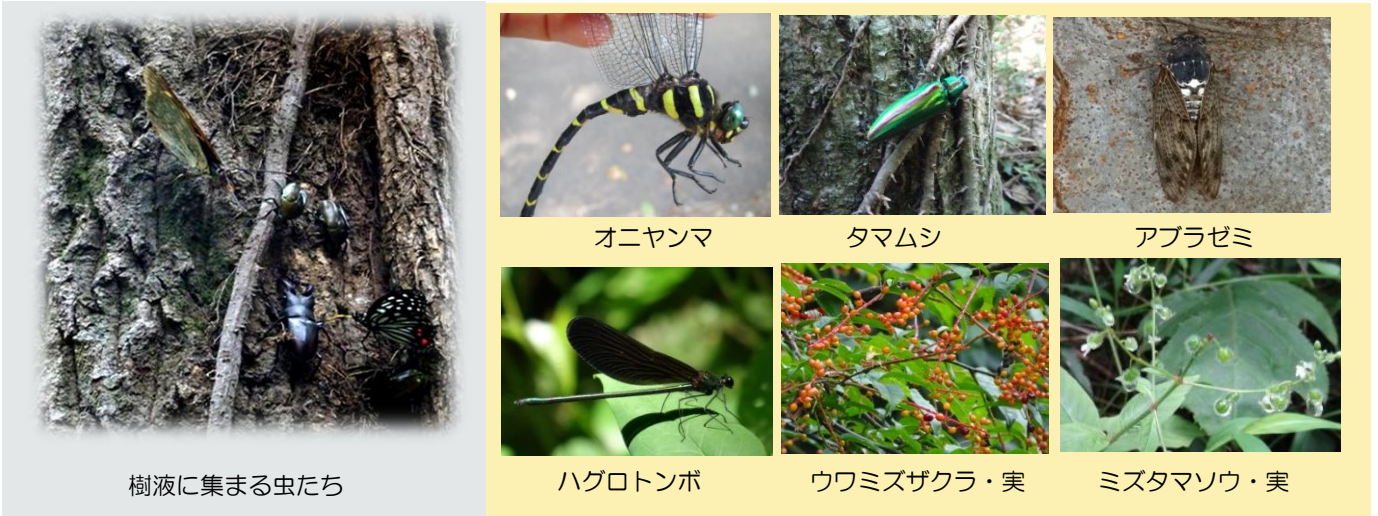 樹液に集まる虫たち
オニヤンマ
タマムシ
アブラゼミ
ハグロトンボ
ウワミズザクラ・実
ミズタマソウ・実